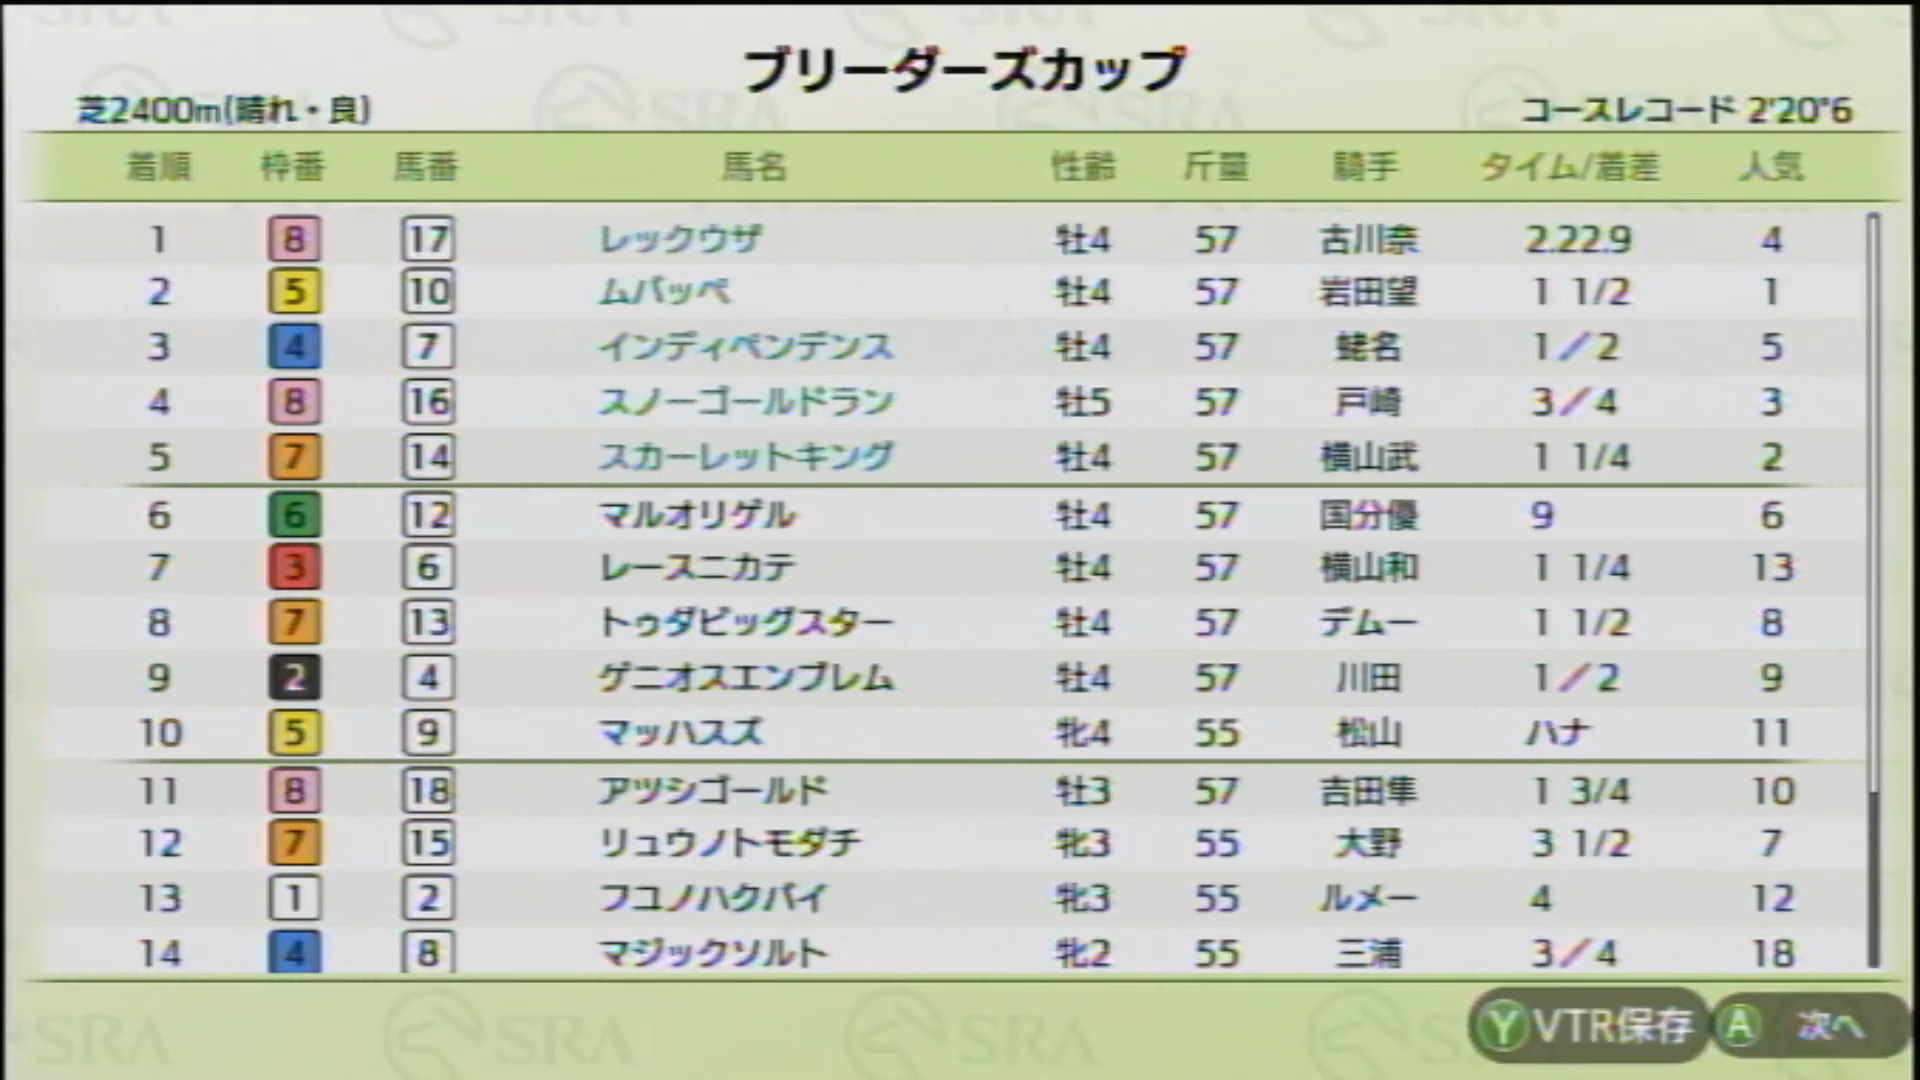 ブリーダーズカップ
芝2400m(晴れ・良) コースレコード 2'20"6
着順 枠番 馬番 馬名 性齢 斤量 騎手 タイム/着差 人気
1 8 17 レックウザ 牡4 57 古川奈 2.22.9 4
2 5 10 ムバッペ 牡4 57 岩田望 1 1/2 1
3 4 7 インディペンデンス 牡4 57 蛯名 1/2 5
4 8 16 スノーゴールドラン 牡5 57 戸崎 3/4 3
5 7 14 スカーレットキング 牡4 57 横山武 1 1/4 2
6 6 12 マルオリゲル 牡4 57 国分優 9 6
7 3 6 レースニカテ 牡4 57 横山和 1 1/4 13
8 7 13 トゥダビッグスター 牡4 57 デムー 1 1/2 8
9 2 4 ゲニオスエンブレム 牡4 57 川田 1/2 9
10 5 9 マッハスズ 牝4 55 松山 ハナ 11
11 8 18 アツシゴールド 牡3 57 吉田隼 1 3/4 10
12 7 15 リュウノトモダチ 牝3 55 大野 3 1/2 7
13 1 2 フユノハクバイ 牝3 55 ルメー 4 12
14 4 8 マジックソルト 牝2 55 三浦 3/4 18
SRA SRA SRA
Y VTR保存 A 次へ